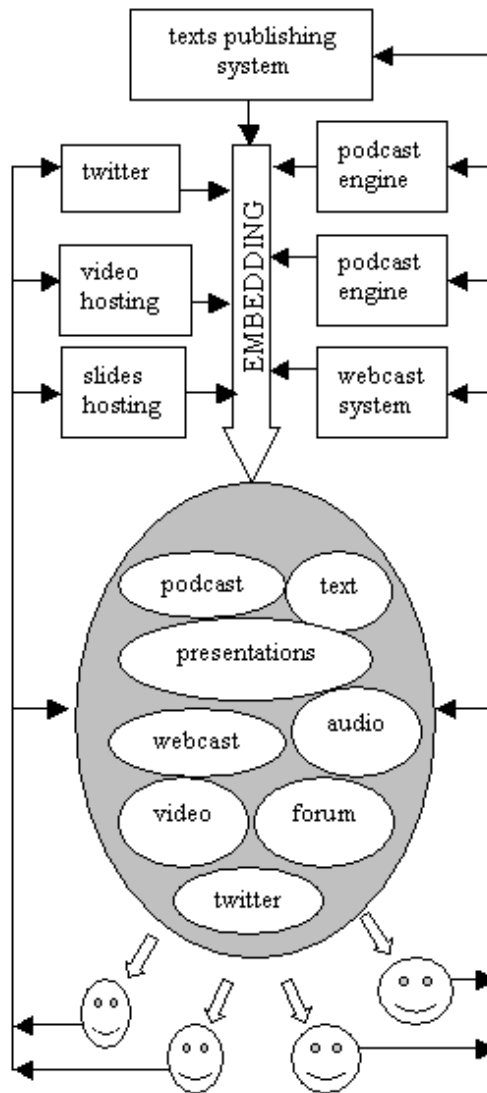 texts publishing
system
twitter
podcast
engine
EMBEDDING
video
hosting
podcast
engine
slides
hosting
webcast
system
podcast
text
presentations
audio
webcast
video
forum
twitter